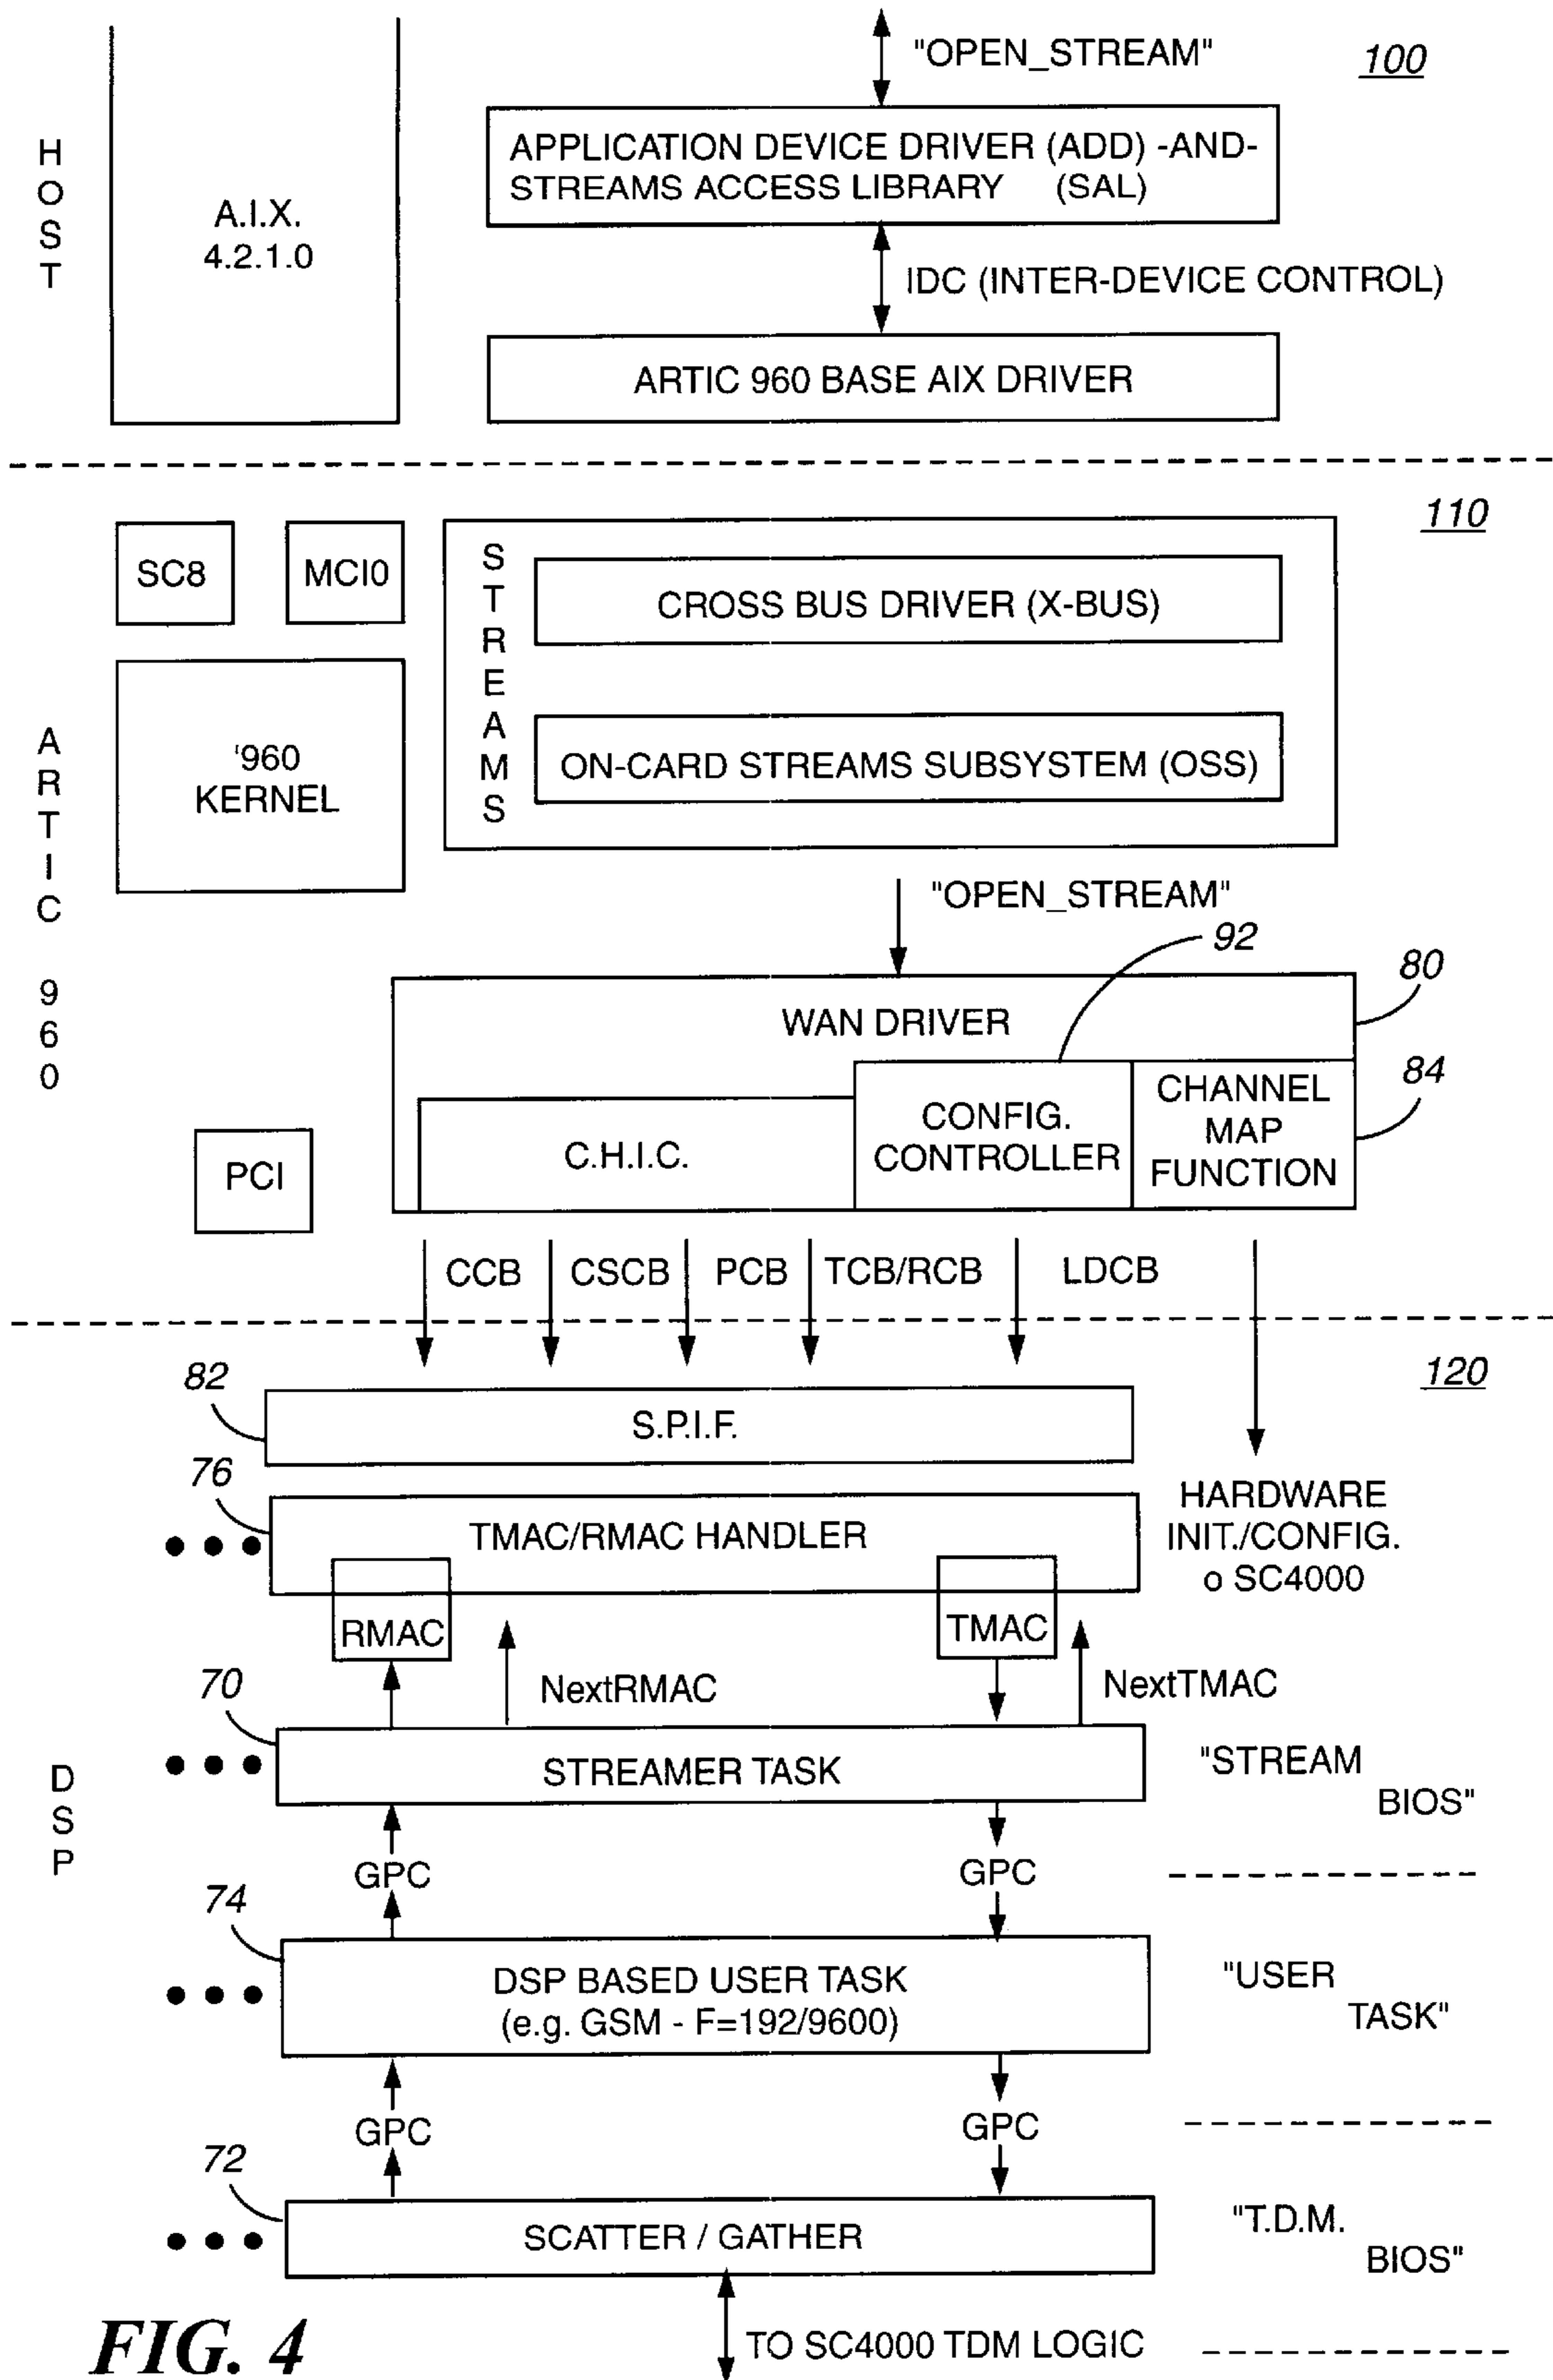 "OPEN_STREAM"
100
HOST
A.I.X.
4.2.1.0
APPLICATION DEVICE DRIVER (ADD) -AND-
STREAMS ACCESS LIBRARY (SAL)
IDC (INTER-DEVICE CONTROL)
ARTIC 960 BASE AIX DRIVER
110
ARTIC 960
SC8
MCI0
STREAMS
CROSS BUS DRIVER (X-BUS)
'960
KERNEL
ON-CARD STREAMS SUBSYSTEM (OSS)
"OPEN_STREAM"
92
80
WAN DRIVER
84
CHANNEL
MAP
FUNCTION
CONFIG.
CONTROLLER
C.H.I.C.
PCI
CCB
CSCB
PCB
TCB/RCB
LDCB
120
82
S.P.I.F.
76
TMAC/RMAC HANDLER
HARDWARE
INIT./CONFIG.
o SC4000
RMAC
TMAC
NextRMAC
NextTMAC
70
STREAMER TASK
"STREAM
BIOS"
DSP
GPC
GPC
74
DSP BASED USER TASK
(e.g. GSM - F=192/9600)
"USER
TASK"
GPC
GPC
72
SCATTER / GATHER
"T.D.M.
BIOS"
TO SC4000 TDM LOGIC
FIG. 4